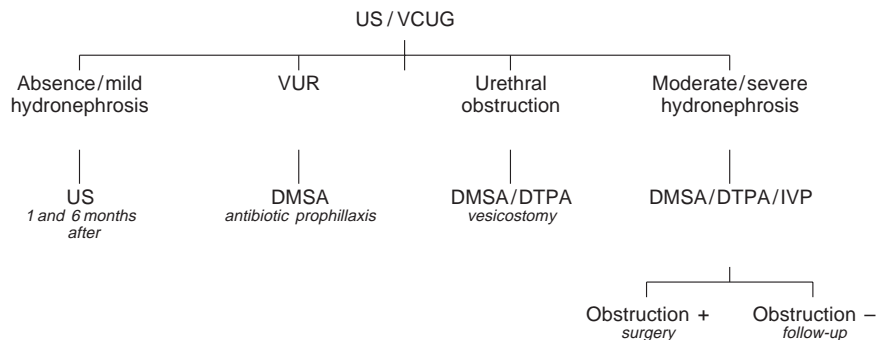 US / VCUG
Absence/mild
hydronephrosis
VUR
Urethral
obstruction
Moderate/severe
hydronephrosis
US
1 and 6 months
after
DMSA
antibiotic prophillaxis
DMSA/DTPA
vesicostomy
DMSA/DTPA/IVP
Obstruction +
surgery
Obstruction –
follow-up